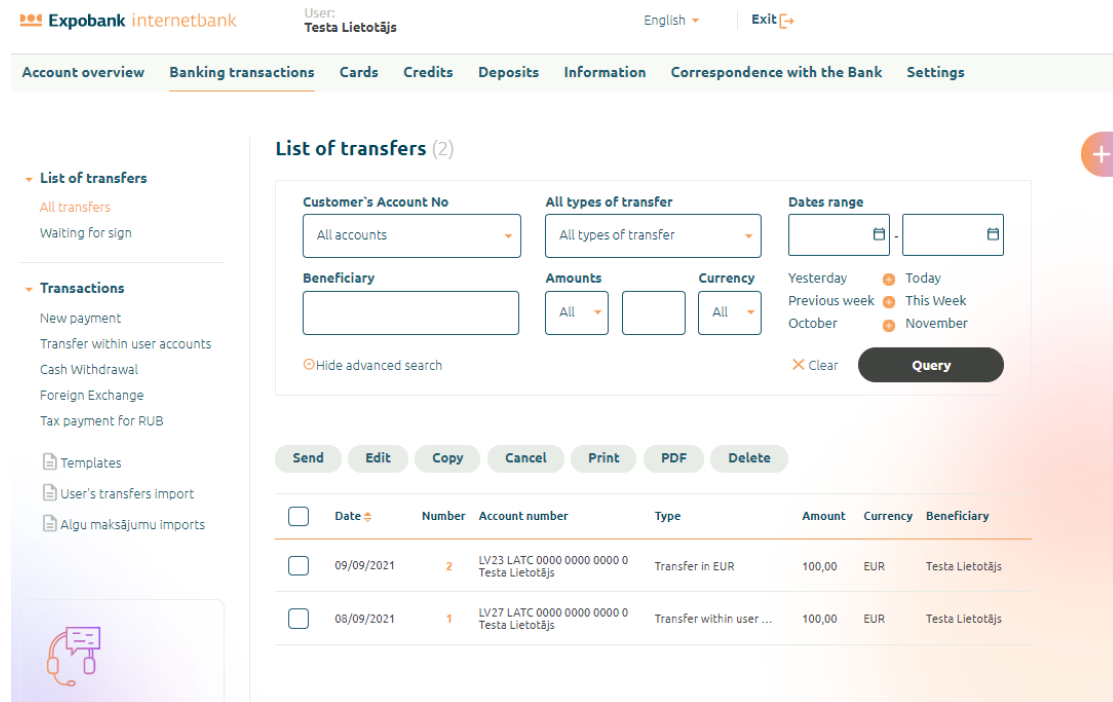 Expobank internetbank
User:
Testa Lietotājs
English
Exit
Account overview Banking transactions Cards Credits Deposits Information Correspondence with the Bank Settings
List of transfers
All transfers
Waiting for sign
Transactions
New payment
Transfer within user accounts
Cash Withdrawal
Foreign Exchange
Tax payment for RUB
Templates
User's transfers import
Algu maksājumu imports
List of transfers (2)
+
Customer`s Account No All types of transfer Dates range
All accounts All types of transfer -
Beneficiary Amounts Currency
All All
Yesterday Today
Previous week This Week
October November
Hide advanced search
Clear Query
Send Edit Copy Cancel Print PDF Delete
Date Number Account number Type Amount Currency Beneficiary
09/09/2021 2 LV23 LATC 0000 0000 0000 0 Transfer in EUR 100,00 EUR Testa Lietotājs
Testa Lietotājs
08/09/2021 1 LV27 LATC 0000 0000 0000 0 Transfer within user ... 100,00 EUR Testa Lietotājs
Testa Lietotājs